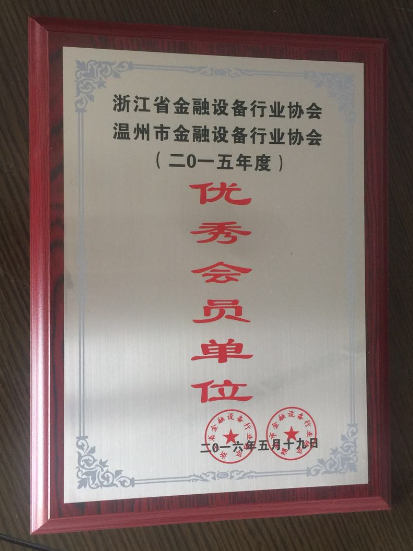 浙江省金融设备行业协会
温州市金融设备行业协会
（二0一五年度）
优秀会员单位
二0一六年五月十九日